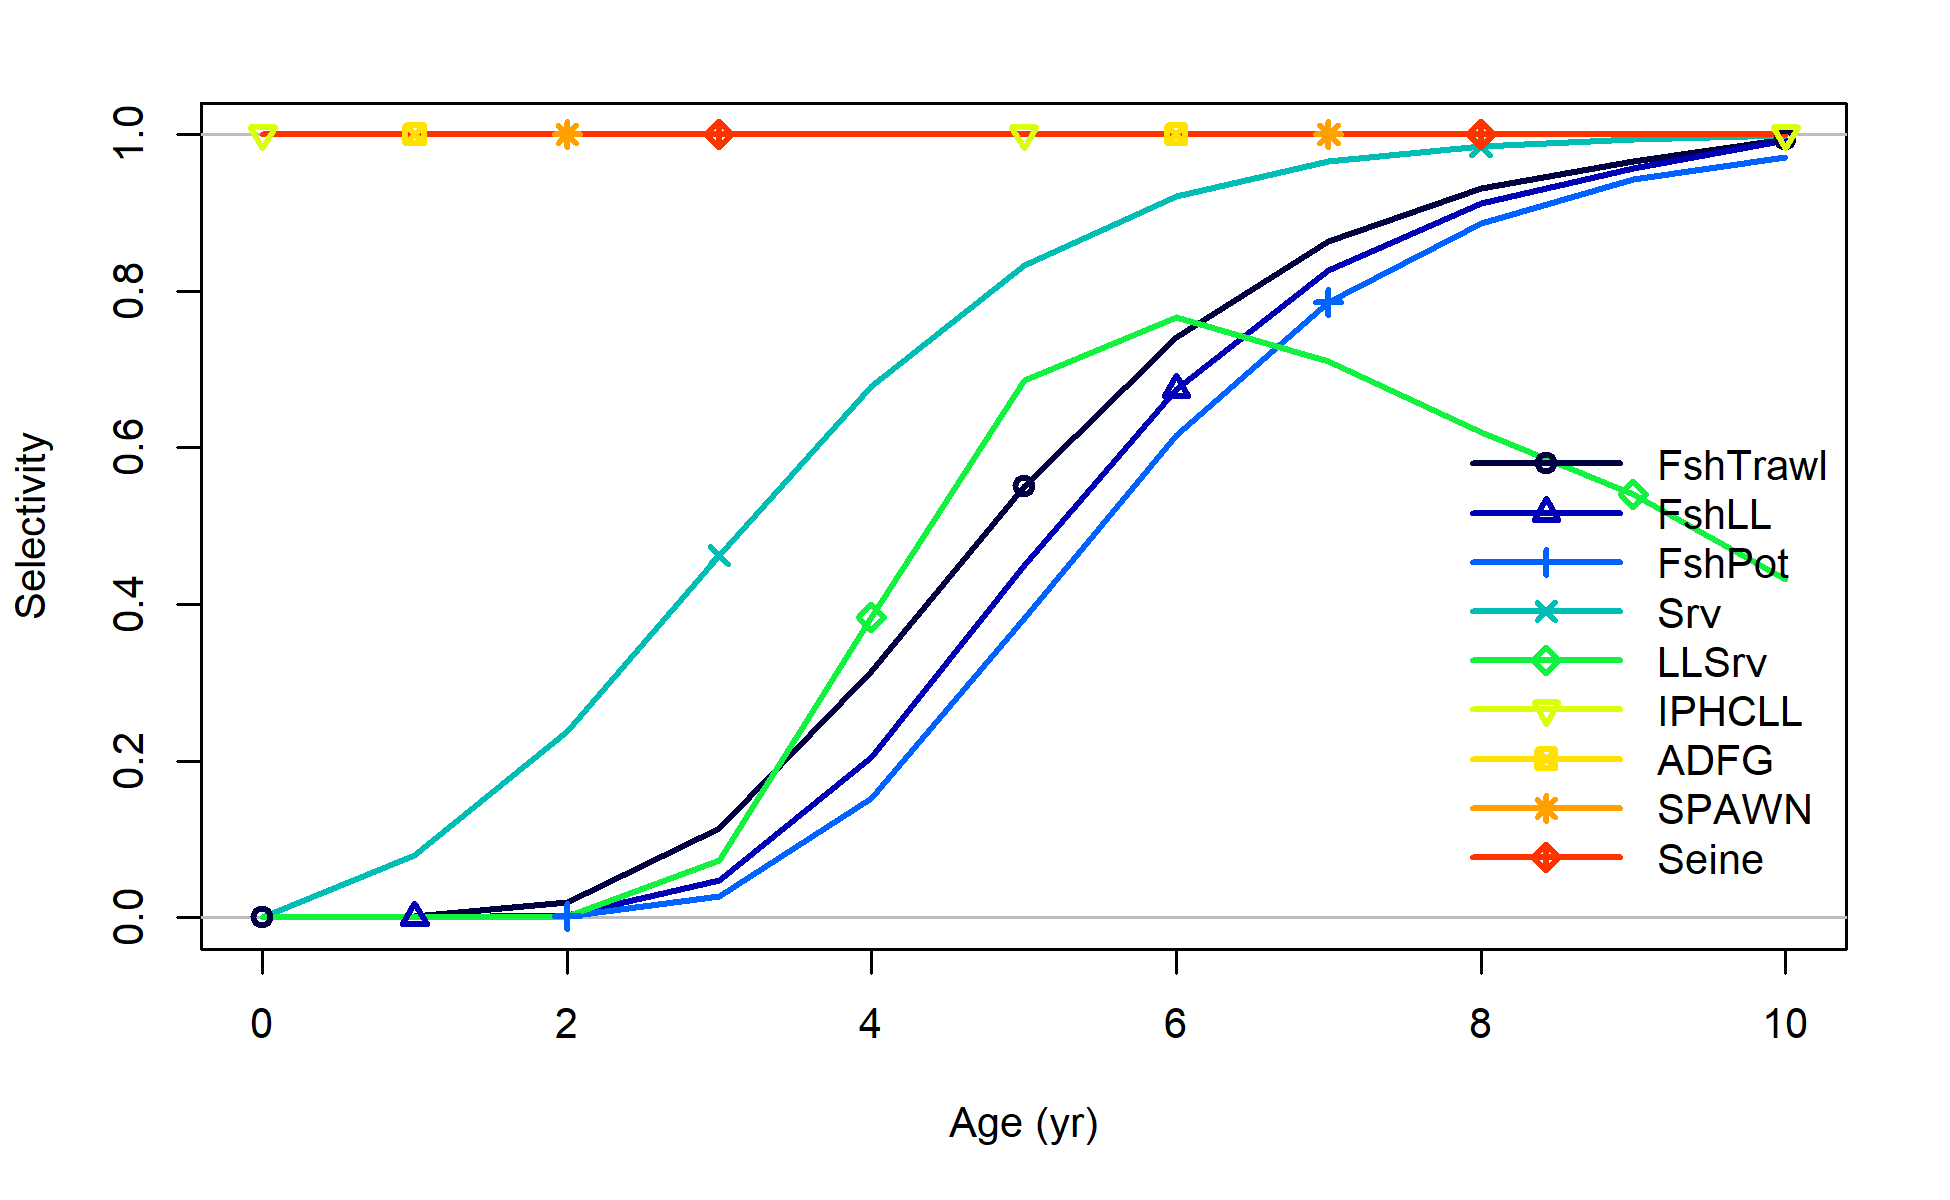 Selectivity
1.0
0.8
0.6
0.4
0.2
0.0
FshTrawl
FshLL
FshPot
Srv
LLSrv
IPHCLL
ADFG
SPAWN
Seine
0 2 4 6 8 10
Age (yr)